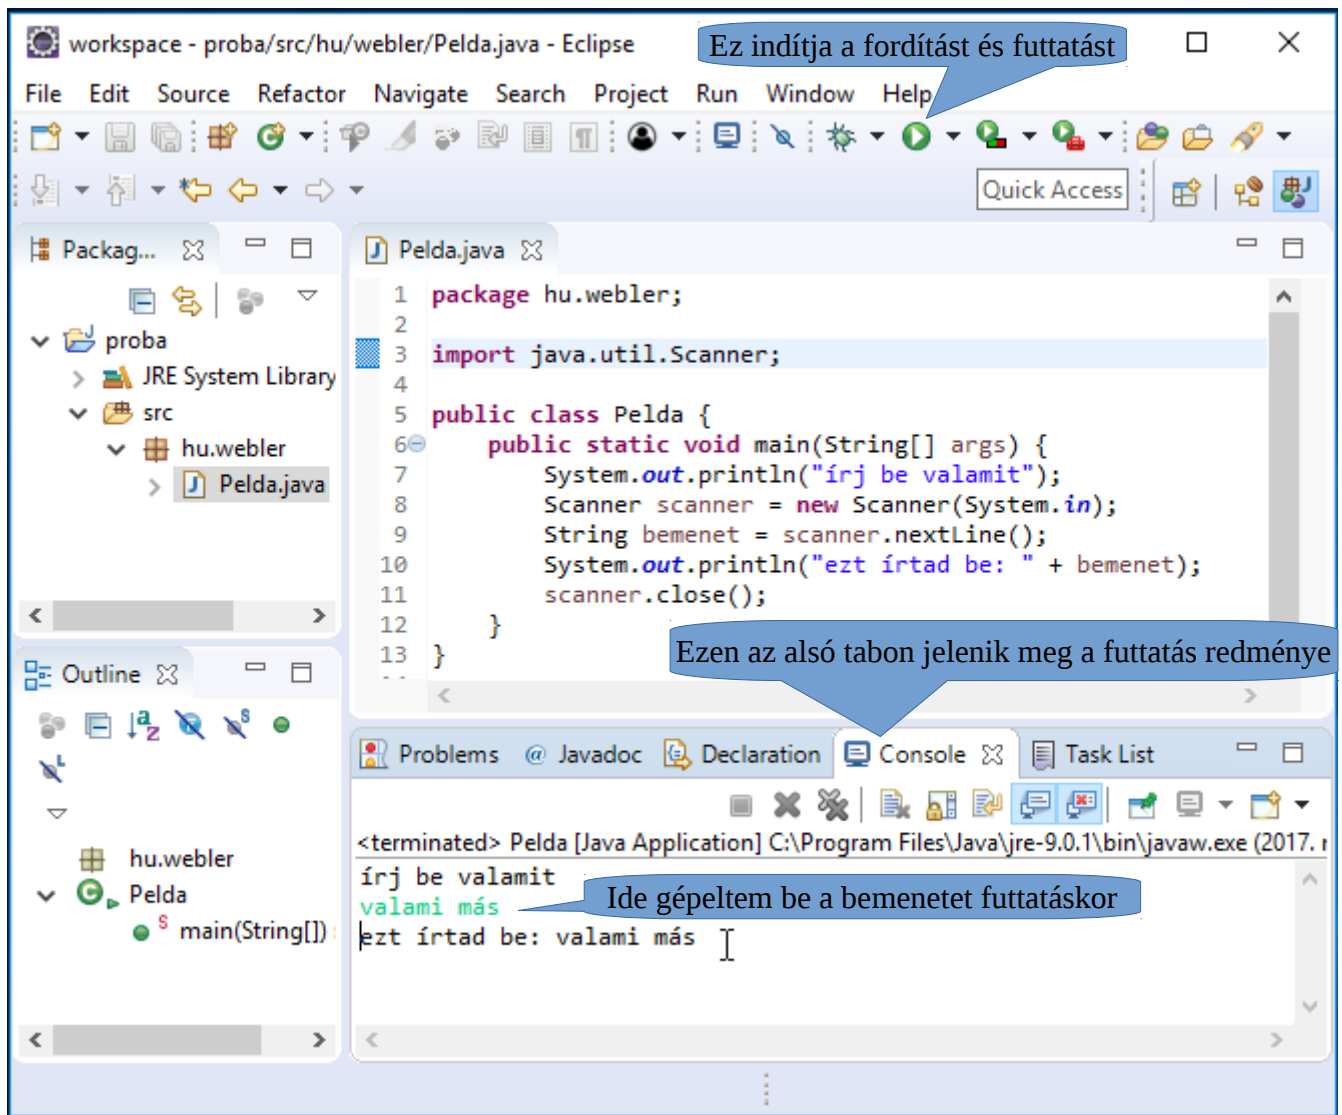 workspace - proba/src/hu/webler/Pelda.java - Eclipse
Ez indítja a fordítást és futtatást
File Edit Source Refactor Navigate Search Project Run Window Help
Quick Access
Packag...
proba
JRE System Library
src
hu.webler
Pelda.java
Pelda.java
1 package hu.webler;
2
3 import java.util.Scanner;
4
5 public class Pelda {
6 public static void main(String[] args) {
7 System.out.println("írj be valamit");
8 Scanner scanner = new Scanner(System.in);
9 String bemenet = scanner.nextLine();
10 System.out.println("ezt írtad be: " + bemenet);
11 scanner.close();
12 }
13 }
Ezen az alsó tabon jelenik meg a futtatás redménye
Outline
hu.webler
Pelda
main(String[])
Problems @ Javadoc Declaration Console Task List
<terminated> Pelda [Java Application] C:\Program Files\Java\jre-9.0.1\bin\javaw.exe (2017.
írj be valamit
valami más
Ide gépeltem be a bemenetet futtatáskor
ezt írtad be: valami más